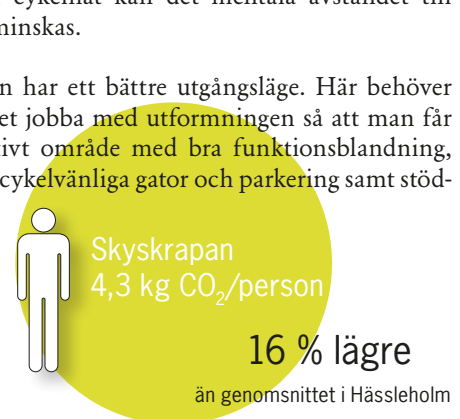 cykelnät kan det mentala avståndet till
minskas.
n har ett bättre utgångsläge. Här behöver
et jobba med utformningen så att man får
tivt område med bra funktionsblandning,
cykelvänliga gator och parkering samt stöd-
Skyskrapan
4,3 kg CO₂/person
16 % lägre
än genomsnittet i Hässleholm